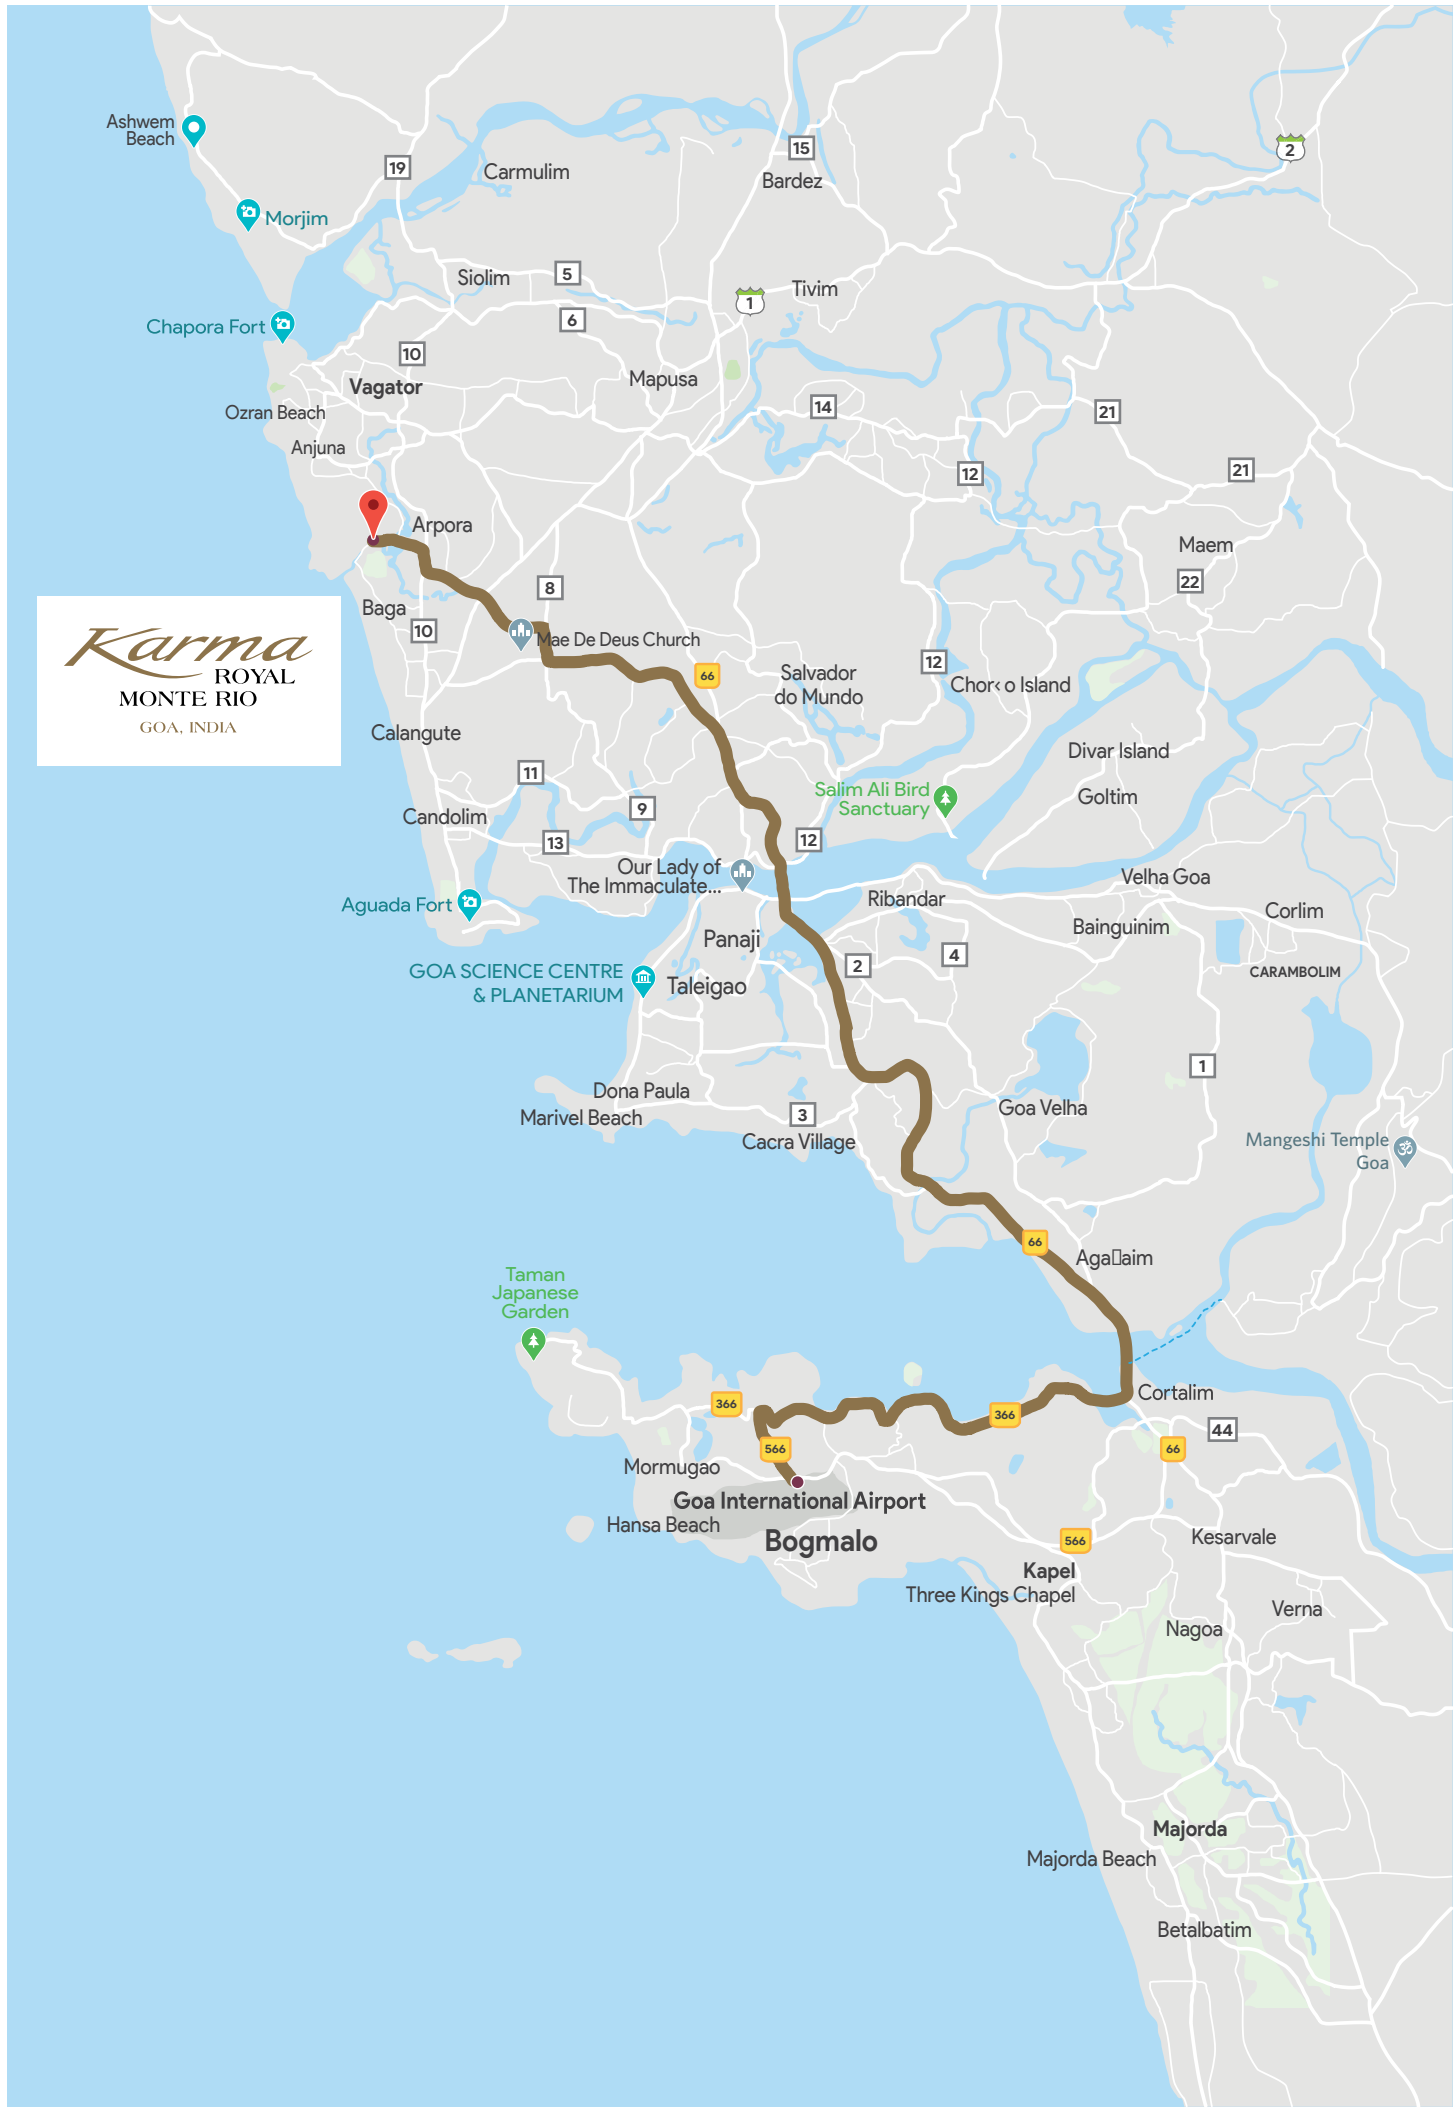 Ashwem
Beach
19
Carmulim
15
Bardez
2
Morjim
Siolim
5
Tivim
1
6
Chapora Fort
10
Vagator
Mapusa
Ozran Beach
14
21
Anjuna
12
21
Arpora
Maem
22
8
Baga
10
Mae De Deus Church
Karma
ROYAL
MONTE RIO
GOA, INDIA
66
Salvador
do Mundo
12
Island
Calangute
Divar Island
11
Salim Ali Bird
Sanctuary
Goltim
Candolim
9
13
12
Our Lady of
The Immaculate...
Velha Goa
Aguada Fort
Ribandar
Corlim
Bainguinim
Panaji
2
4
GOA SCIENCE CENTRE
& PLANETARIUM
Taleigao
CARAMBOLIM
1
Dona Paula
Marivel Beach
3
Goa Velha
Cacra Village
Mangeshi Temple
Goa
66
Taman
Japanese
Garden
366
366
Cortalim
44
566
66
Mormugao
Goa International Airport
Hansa Beach
Bogmalo
566
Kesarvale
Kapel
Three Kings Chapel
Verna
Nagoa
Majorda
Majorda Beach
Betalbatim